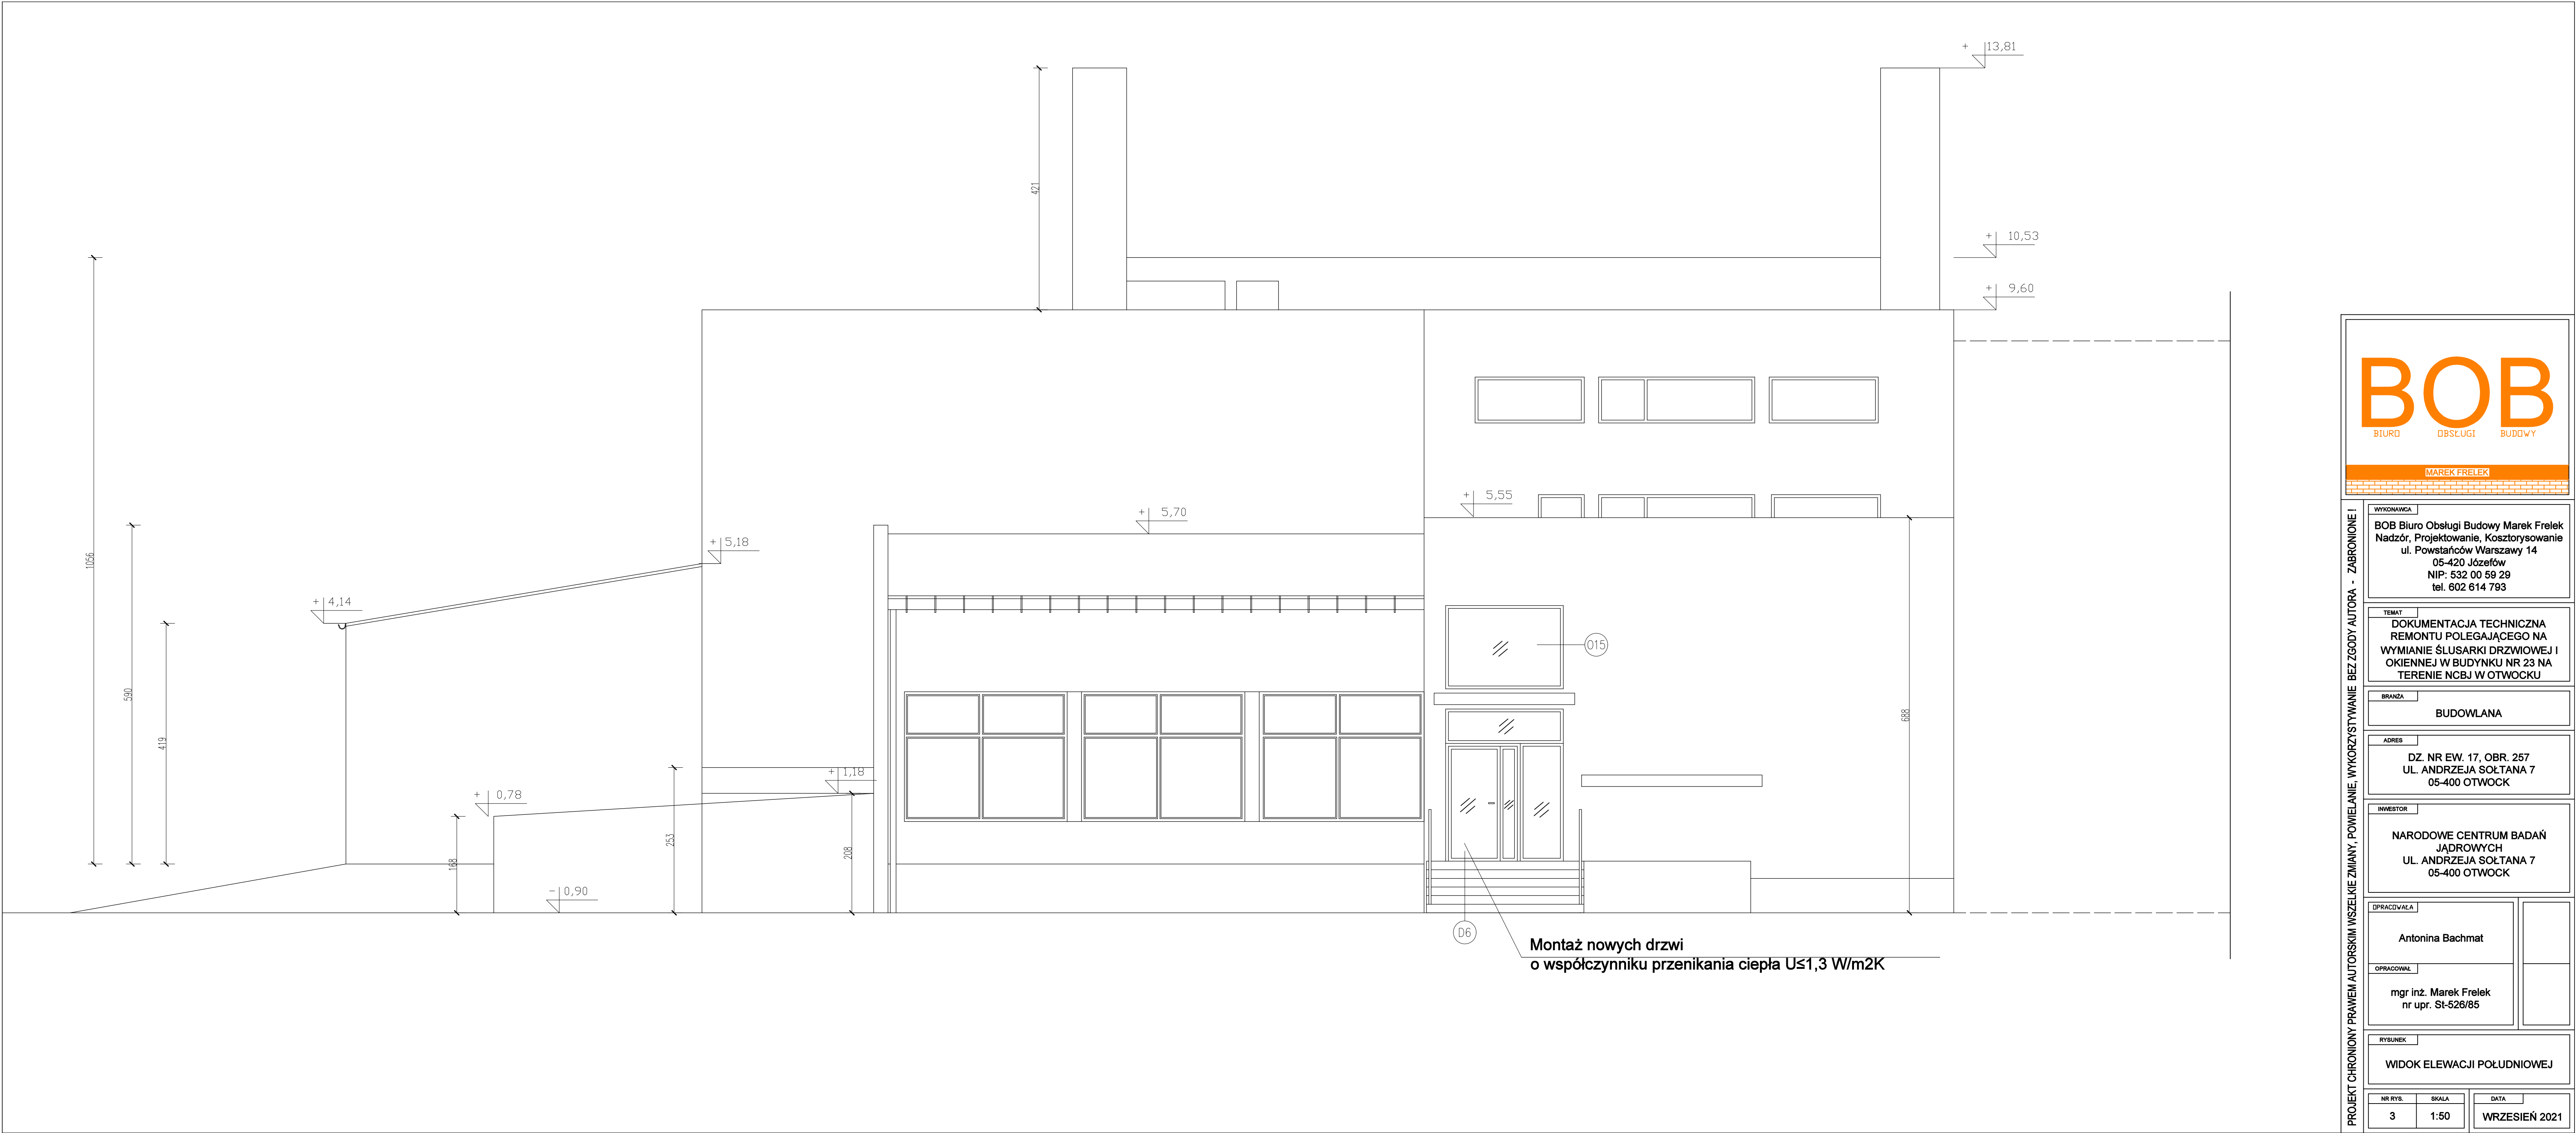 + 13,81
+ 10,53
+ 9,60
421
1056
590
419
+ 5,55
+ 5,70
+ 5,18
+ 4,14
015
688
+ 1,18
+ 0,78
253
208
168
- 0,90
D6
Montaż nowych drzwi
o współczynniku przenikania ciepła U≤1,3 W/m2K
BOB
BIURO OBSŁUGI BUDOWY
MAREK FRELEK
PROJEKT CHRONIONY PRAWEM AUTORSKIM WSZELKIE ZMIANY, POWIELANIE, WYKORZYSTYWANIE BEZ ZGODY AUTORA - ZABRONIONE !
WYKONAWCA
BOB Biuro Obsługi Budowy Marek Frelek
Nadzór, Projektowanie, Kosztorysowanie
ul. Powstańców Warszawy 14
05-420 Józefów
NIP: 532 00 59 29
tel. 602 614 793
TEMAT
DOKUMENTACJA TECHNICZNA
REMONTU POLEGAJĄCEGO NA
WYMIANIE ŚLUSARKI DRZWIOWEJ I
OKIENNEJ W BUDYNKU NR 23 NA
TERENIE NCBJ W OTWOCKU
BRANŻA
BUDOWLANA
ADRES
DZ. NR EW. 17, OBR. 257
UL. ANDRZEJA SOŁTANA 7
05-400 OTWOCK
INWESTOR
NARODOWE CENTRUM BADAŃ
JĄDROWYCH
UL. ANDRZEJA SOŁTANA 7
05-400 OTWOCK
OPRACOWAŁA
Antonina Bachmat
OPRACOWAŁ
mgr inż. Marek Frelek
nr upr. St-526/85
RYSUNEK
WIDOK ELEWACJI POŁUDNIOWEJ
NR RYS. SKALA DATA
3 1:50 WRZESIEŃ 2021